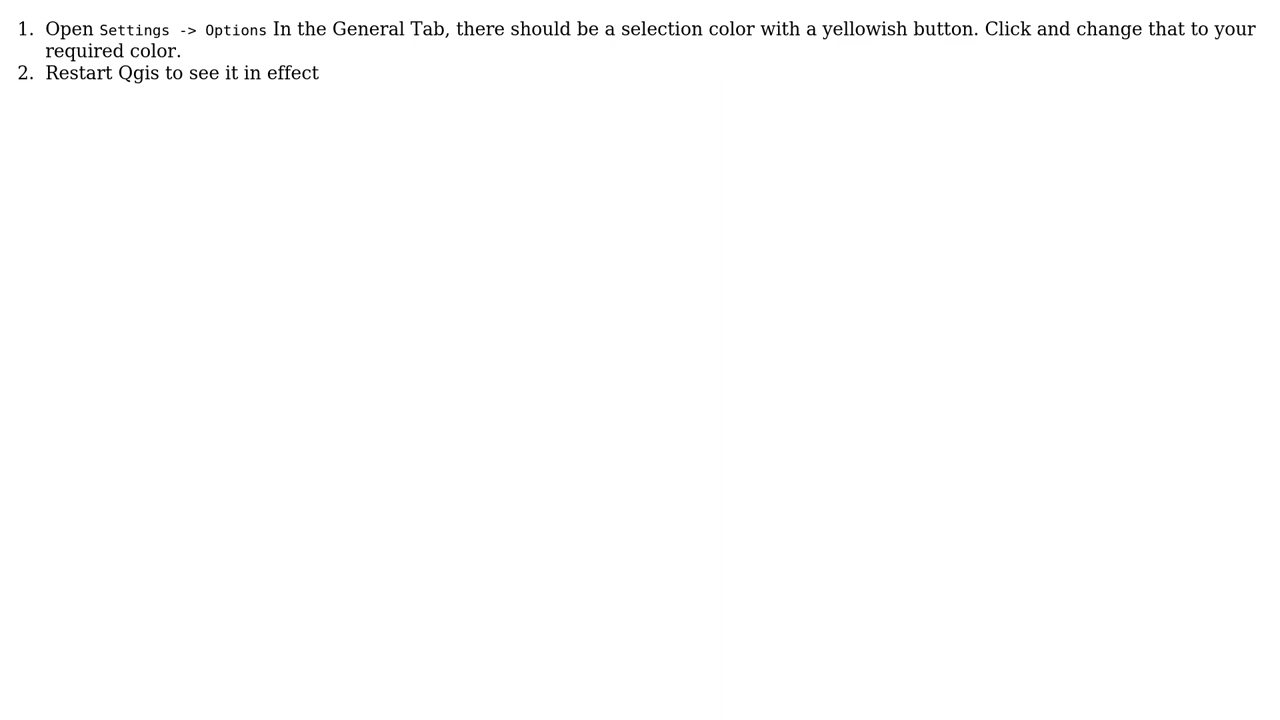 1. Open Settings -> Options In the General Tab, there should be a selection color with a yellowish button. Click and change that to your
required color.
2. Restart Qgis to see it in effect